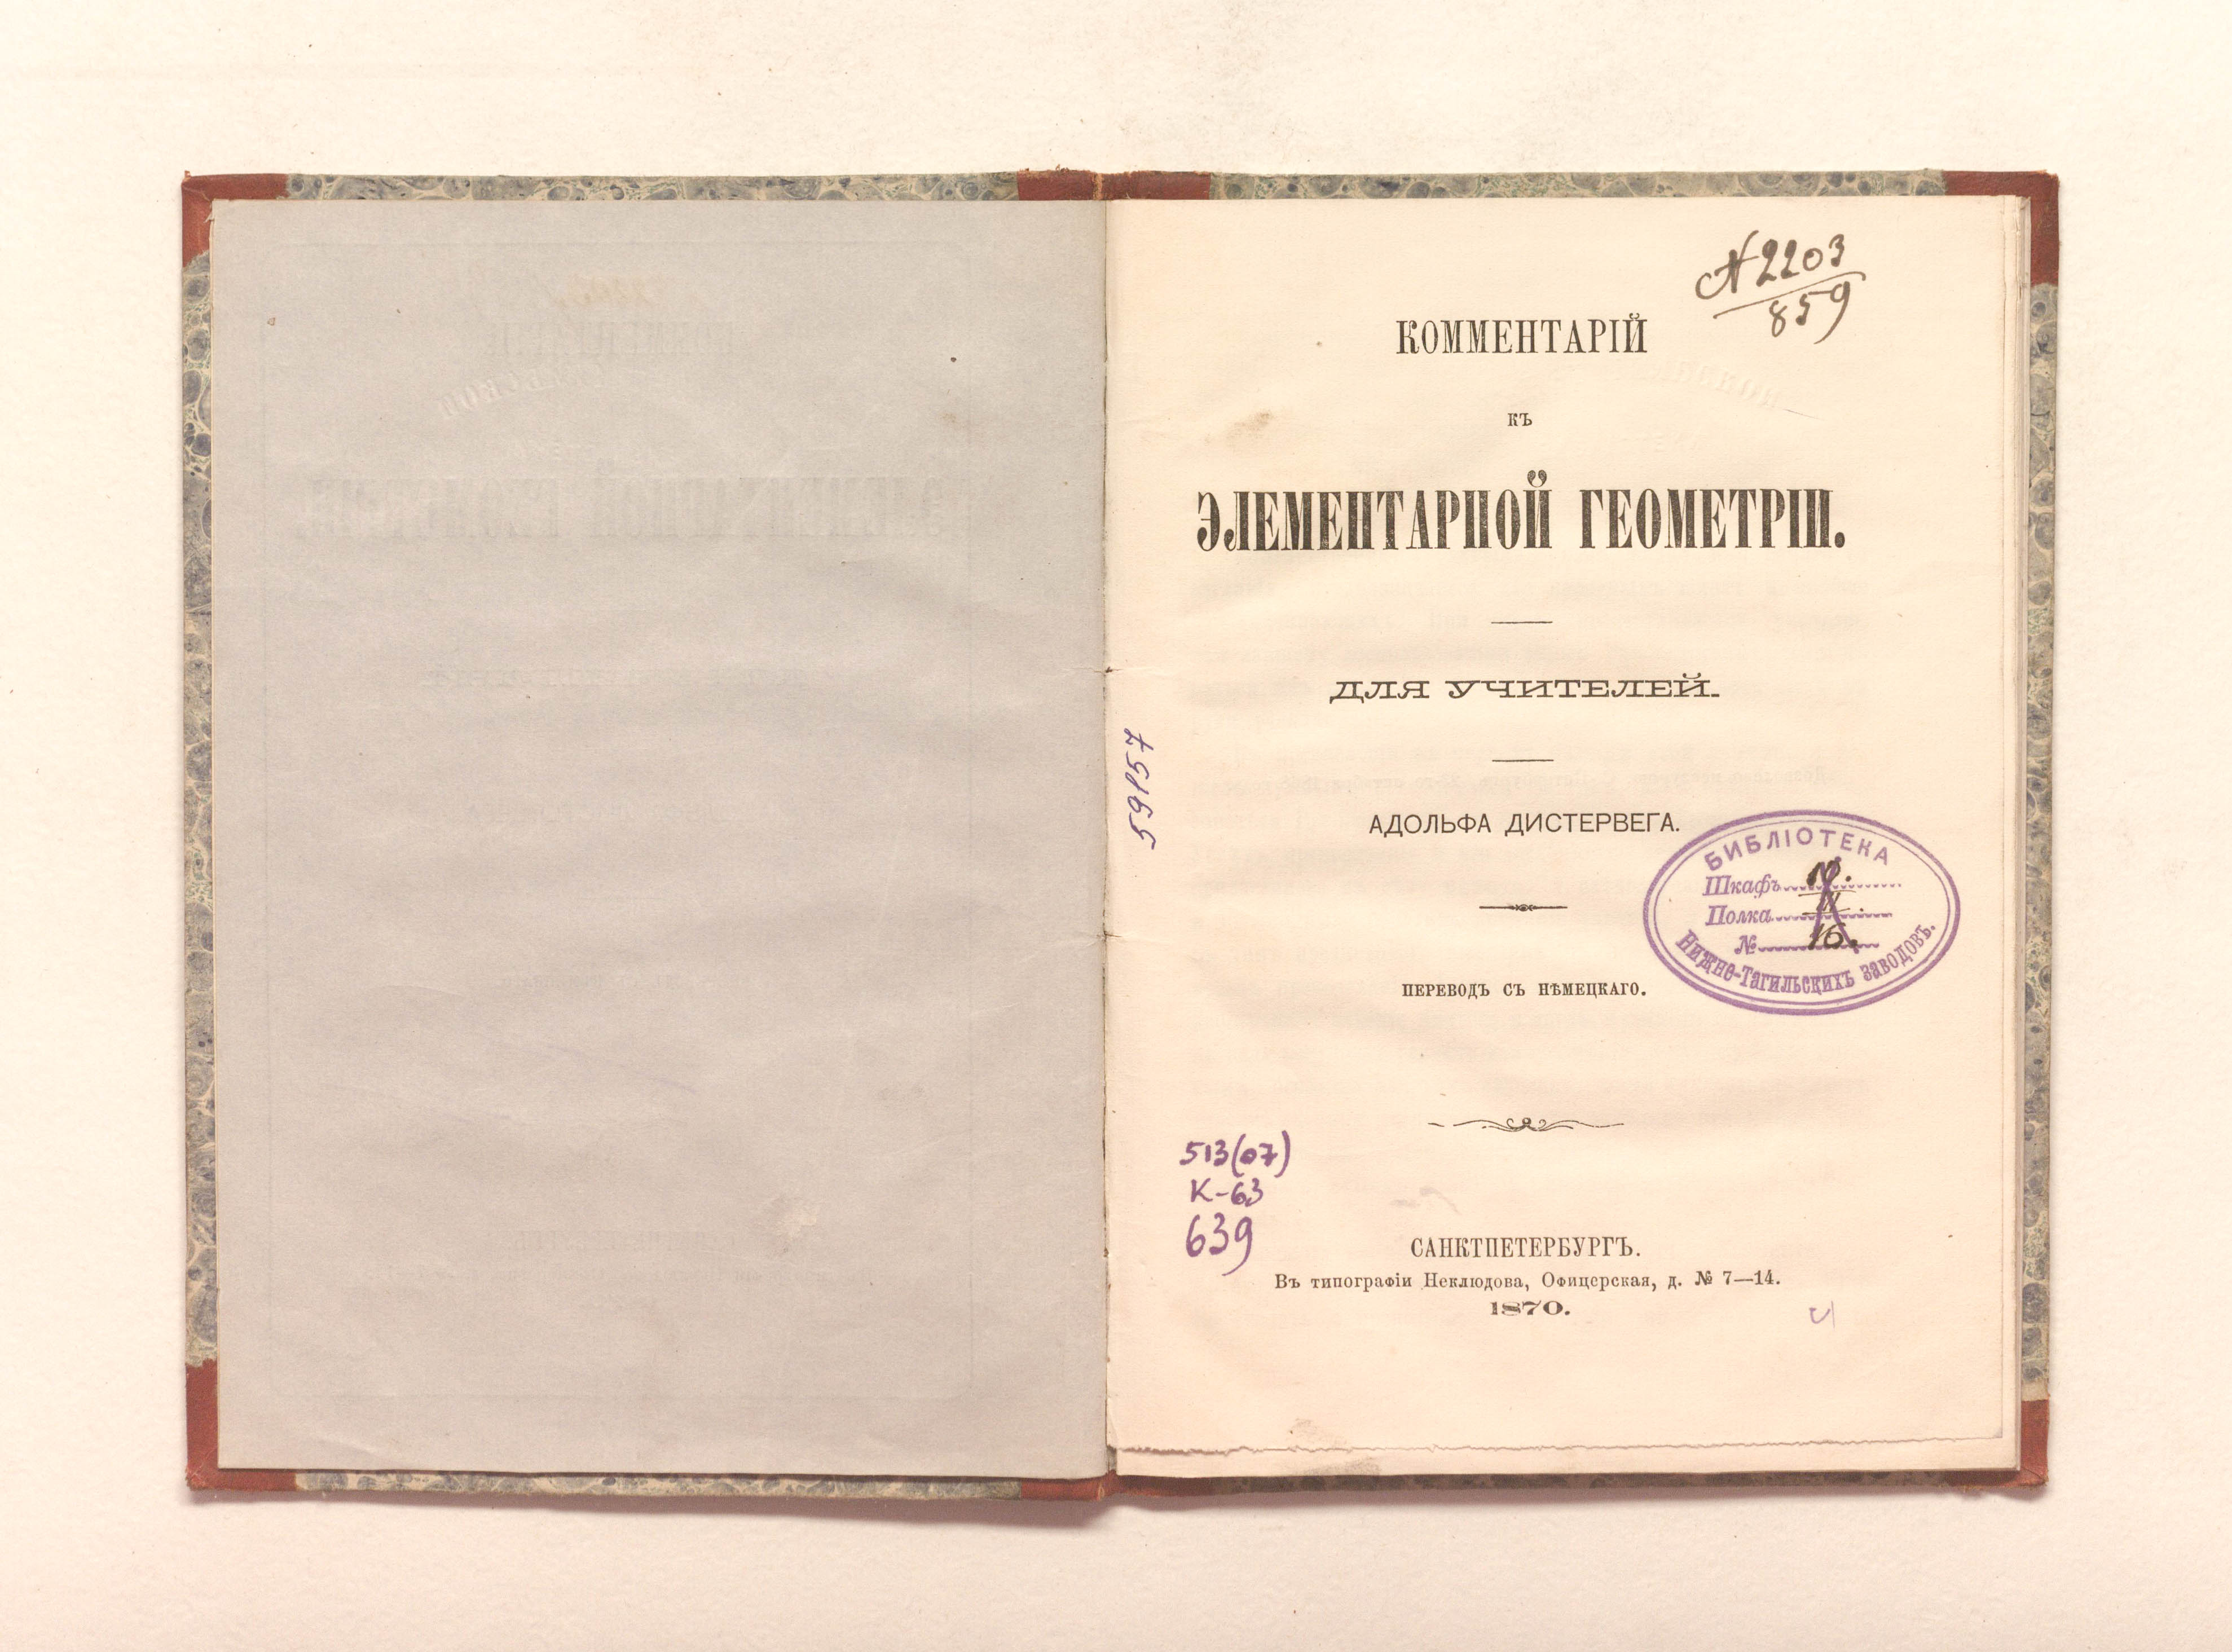 № 2203
859
КОММЕНТАРІЙ
КЪ
ЭЛЕМЕНТАРНОЙ ГЕОМЕТРІИ.
ДЛЯ УЧИТЕЛЕЙ.
АДОЛЬФА ДИСТЕРВЕГА.
59157
БИБЛІОТЕКА
Шкафъ
Полка II.
№ 16.
Нижне-Тагильскихъ заводовъ.
ПЕРЕВОДЪ СЪ НѢМЕЦКАГО.
513(07)
К-63
639
САНКТПЕТЕРБУРГЪ.
Въ типографіи Неклюдова, Офицерская, д. № 7—14.
1870.